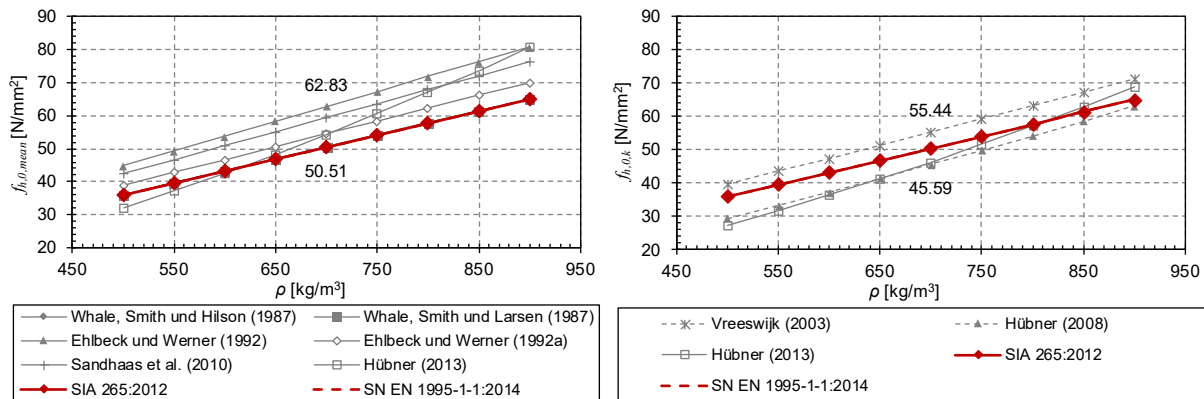 90
80
70
60
50
40
30
20
f_{h,0,mean} [N/mm²]
62.83
50.51
450 550 650 750 850 950
ρ [kg/m³]
Whale, Smith und Hilson (1987) Whale, Smith und Larsen (1987)
Ehlbeck und Werner (1992) Ehlbeck und Werner (1992a)
Sandhaas et al. (2010) Hübner (2013)
SIA 265:2012 SN EN 1995-1-1:2014
90
80
70
60
50
40
30
20
f_{h,0,k} [N/mm²]
55.44
45.59
450 550 650 750 850 950
ρ [kg/m³]
Vreeswijk (2003) Hübner (2008)
Hübner (2013) SIA 265:2012
SN EN 1995-1-1:2014